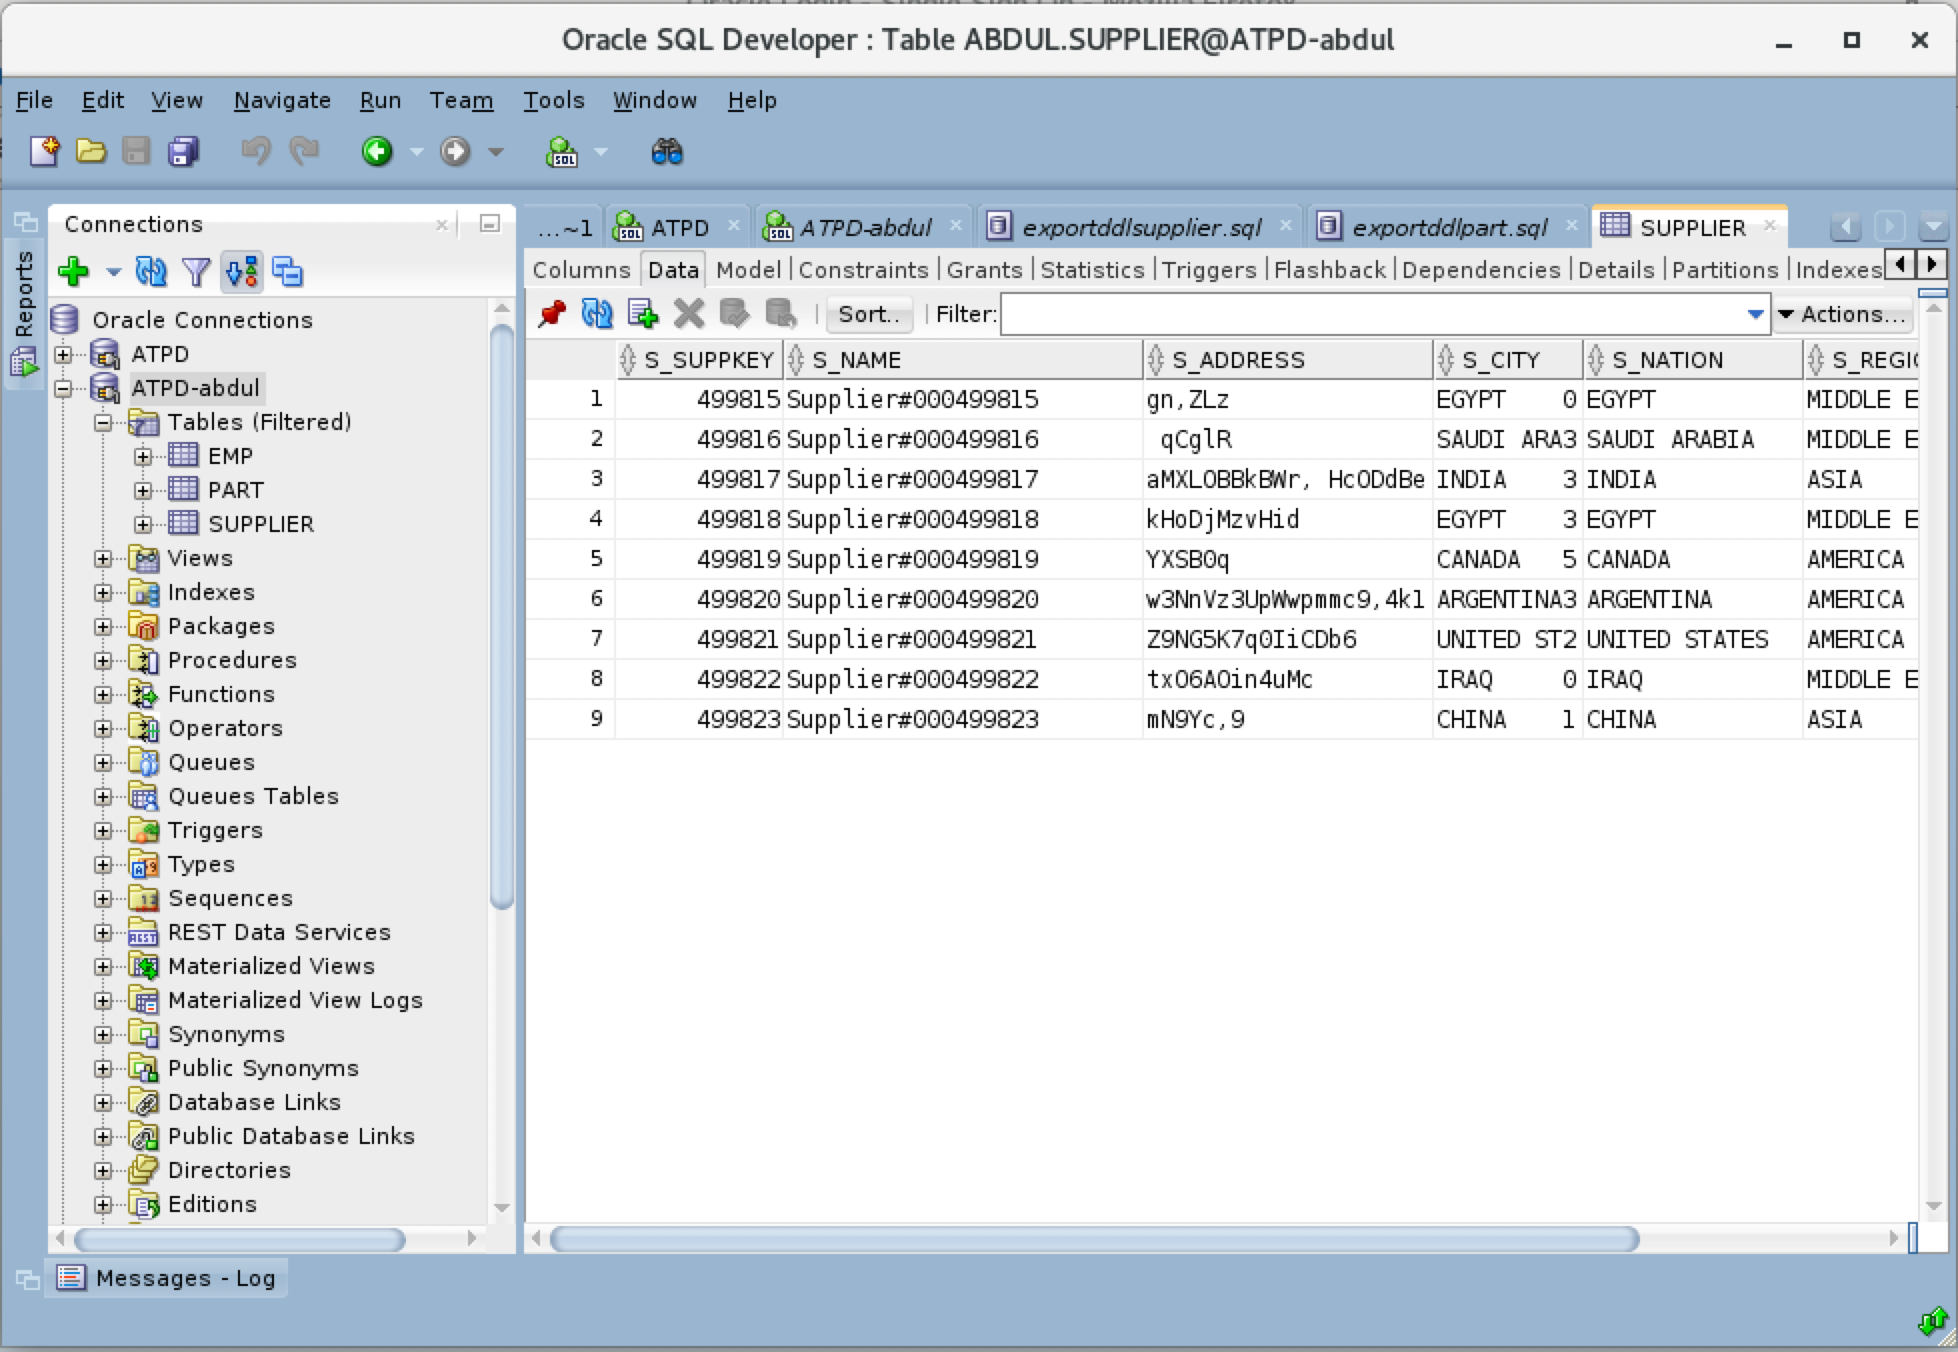 Oracle SQL Developer : Table ABDUL.SUPPLIER@ATPD-abdul
File Edit View Navigate Run Team Tools Window Help
Reports
Connections
Oracle Connections
ATPD
ATPD-abdul
Tables (Filtered)
EMP
PART
SUPPLIER
Views
Indexes
Packages
Procedures
Functions
Operators
Queues
Queues Tables
Triggers
Types
Sequences
REST Data Services
Materialized Views
Materialized View Logs
Synonyms
Public Synonyms
Database Links
Public Database Links
Directories
Editions
...~1 ATPD ATPD-abdul exportddlsupplier.sql exportddlpart.sql SUPPLIER
Columns Data Model Constraints Grants Statistics Triggers Flashback Dependencies Details Partitions Indexes
Sort.. Filter: Actions...
S_SUPPKEY S_NAME S_ADDRESS S_CITY S_NATION S_REGIO
1 499815 Supplier#000499815 gn,ZLz EGYPT 0 EGYPT MIDDLE E
2 499816 Supplier#000499816 qCglR SAUDI ARA3 SAUDI ARABIA MIDDLE E
3 499817 Supplier#000499817 aMXLOBBkBWr, HcODdBe INDIA 3 INDIA ASIA
4 499818 Supplier#000499818 kHoDjMzvHid EGYPT 3 EGYPT MIDDLE E
5 499819 Supplier#000499819 YXSB0q CANADA 5 CANADA AMERICA
6 499820 Supplier#000499820 w3NnVz3UpWwpmmc9,4k1 ARGENTINA3 ARGENTINA AMERICA
7 499821 Supplier#000499821 Z9NG5K7q0IiCDb6 UNITED ST2 UNITED STATES AMERICA
8 499822 Supplier#000499822 txO6AOin4uMc IRAQ 0 IRAQ MIDDLE E
9 499823 Supplier#000499823 mN9Yc,9 CHINA 1 CHINA ASIA
Messages - Log